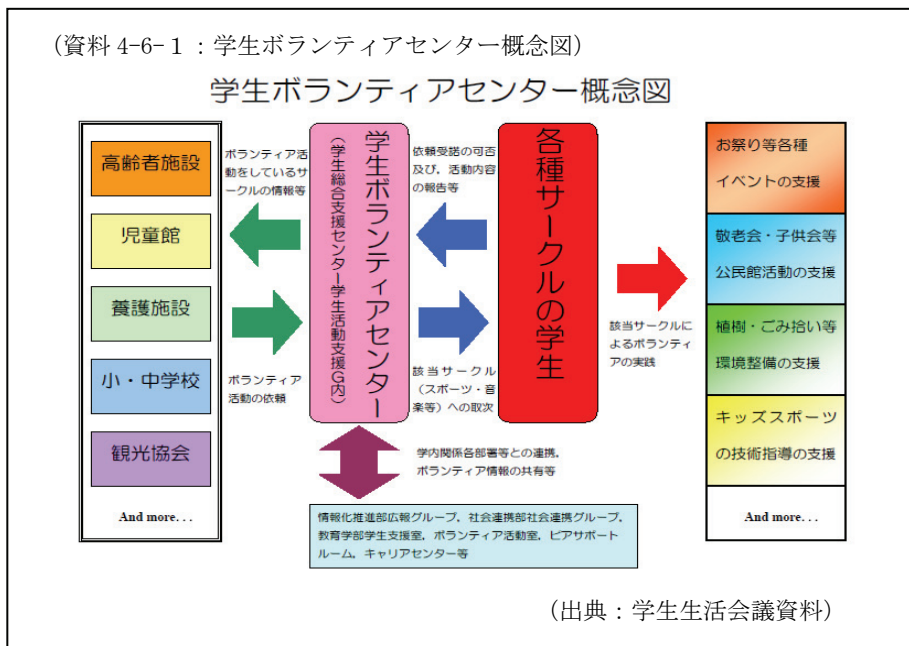 （資料 4-6-１：学生ボランティアセンター概念図）
学生ボランティアセンター概念図
高齢者施設
児童館
養護施設
小・中学校
観光協会
And more...
ボランティア活
動をしているサ
ークルの情報等
ボランティア
活動の依頼
学生ボランティアセンター
（学生総合支援センター学生活動支援G内）
依頼受諾の可否
及び，活動内容
の報告等
該当サークル
（スポーツ・音
楽等）への取次
各種サークルの学生
該当サークルに
よるボランティ
アの実践
お祭り等各種
イベントの支援
敬老会・子供会等
公民館活動の支援
植樹・ごみ拾い等
環境整備の支援
キッズスポーツ
の技術指導の支援
And more...
学内関係各部署等との連携，
ボランティア情報の共有等
情報化推進部広報グループ，社会連携部社会連携グループ，
教育学部学生支援室，ボランティア活動室，ピアサポート
ルーム，キャリアセンター等
（出典：学生生活会議資料）